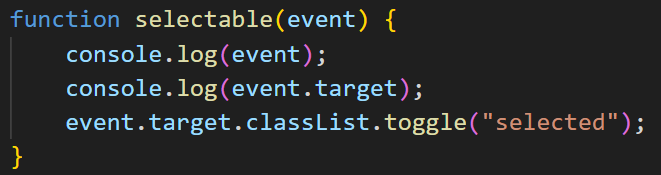 function selectable(event) {
    console.log(event);
    console.log(event.target);
    event.target.classList.toggle("selected");
}